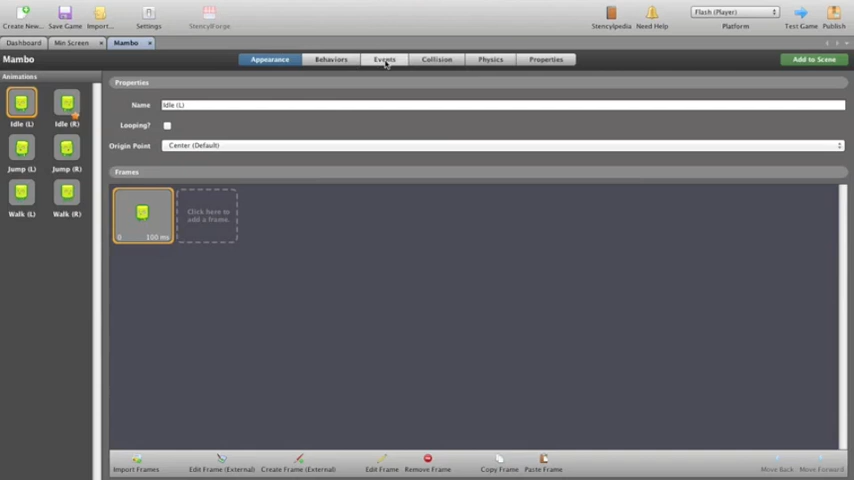 Create New...
Save Game
Import...
Settings
StencylForge
Stencylpedia
Need Help
Flash (Player)
Platform
Test Game
Publish
Dashboard
Min Screen ×
Mambo ×
Mambo
Appearance
Behaviors
Events
Collision
Physics
Properties
Add to Scene
Animations
Idle (L)
Idle (R)
Jump (L)
Jump (R)
Walk (L)
Walk (R)
Properties
Name
Idle (L)
Looping?
Origin Point
Center (Default)
Frames
0
100 ms
Click here to
add a frame.
Import Frames
Edit Frame (External)
Create Frame (External)
Edit Frame
Remove Frame
Copy Frame
Paste Frame
Move Back
Move Forward